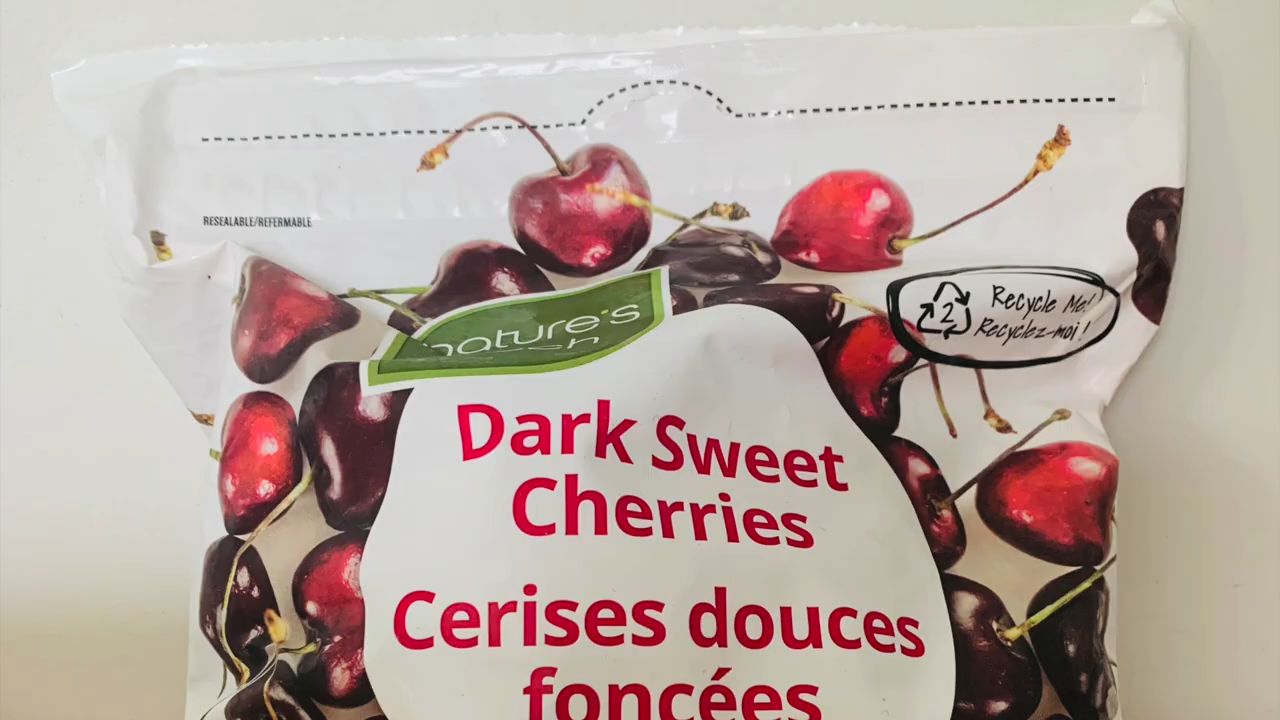 RESEALABLE/REFERMABLE
nature's
2
Recycle Me!
Recyclez-moi!
Dark Sweet
Cherries
Cerises douces
foncées